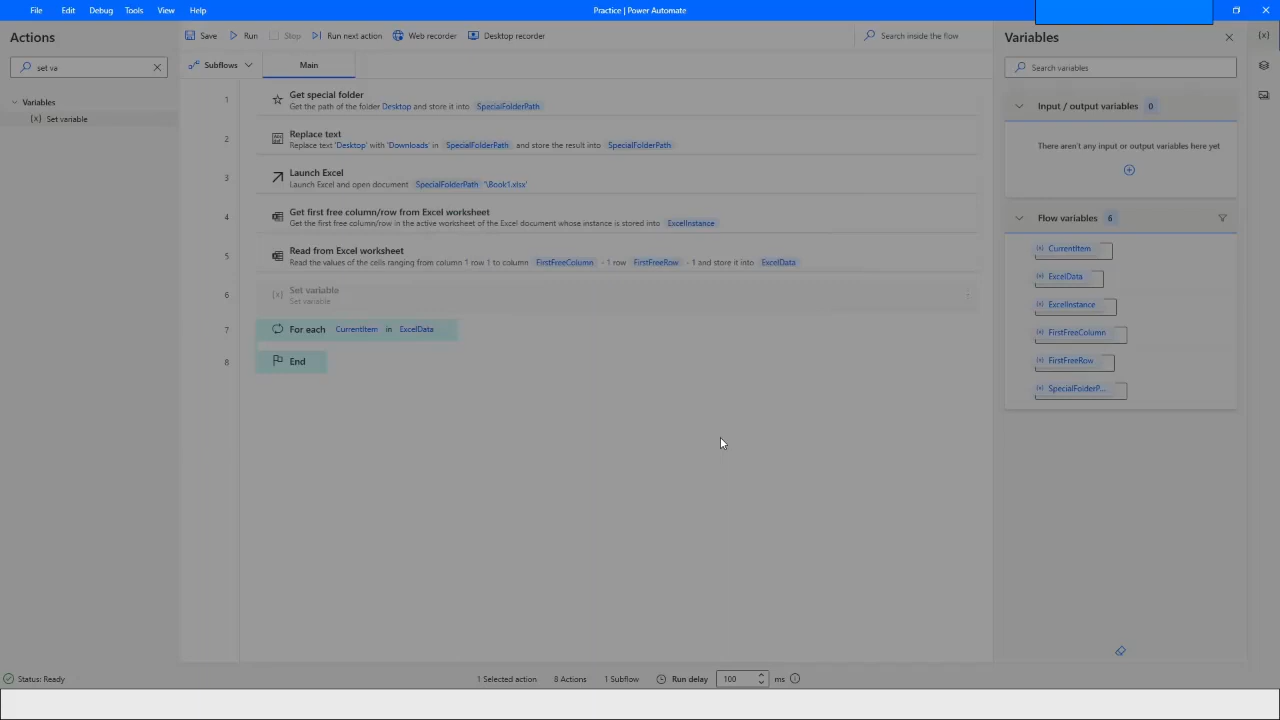 File Edit Debug Tools View Help
Practice | Power Automate
Actions
set va
Variables
{x} Set variable
Save Run Stop Run next action Web recorder Desktop recorder
Search inside the flow
Subflows Main
1 Get special folder
Get the path of the folder Desktop and store it into SpecialFolderPath
2 Replace text
Replace text 'Desktop' with 'Downloads' in SpecialFolderPath and store the result into SpecialFolderPath
3 Launch Excel
Launch Excel and open document SpecialFolderPath '\Book1.xlsx'
4 Get first free column/row from Excel worksheet
Get the first free column/row in the active worksheet of the Excel document whose instance is stored into ExcelInstance
5 Read from Excel worksheet
Read the values of the cells ranging from column 1 row 1 to column FirstFreeColumn - 1 row FirstFreeRow - 1 and store it into ExcelData
6 {x} Set variable
Set variable
7 For each CurrentItem in ExcelData
8 End
Variables
Search variables
Input / output variables 0
There aren't any input or output variables here yet
Flow variables 6
{x} CurrentItem
{x} ExcelData
{x} ExcelInstance
{x} FirstFreeColumn
{x} FirstFreeRow
{x} SpecialFolderP...
{x}
Status: Ready
1 Selected action 8 Actions 1 Subflow Run delay 100 ms